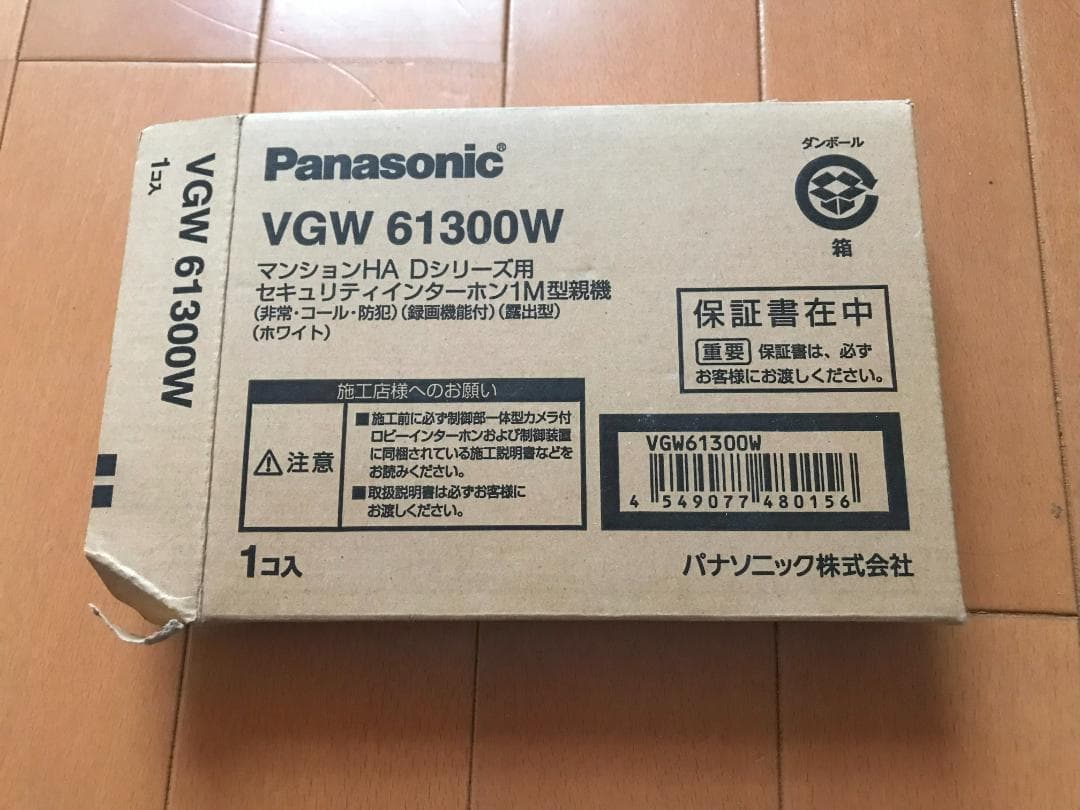 VGW 61300W
1コ入
Panasonic®
VGW 61300W
マンションHA Dシリーズ用
セキュリティインターホン1M型親機
(非常・コール・防犯)(録画機能付)(露出型)
(ホワイト)
ダンボール
箱
保証書在中
重要 保証書は、必ず
お客様にお渡しください。
施工店様へのお願い
注意
■施工前に必ず制御部一体型カメラ付
ロビーインターホンおよび制御装置
に同梱されている施工説明書などを
お読みください。
■取扱説明書は必ずお客様に
お渡しください。
VGW61300W
4 549077 480156
1コ入
パナソニック株式会社